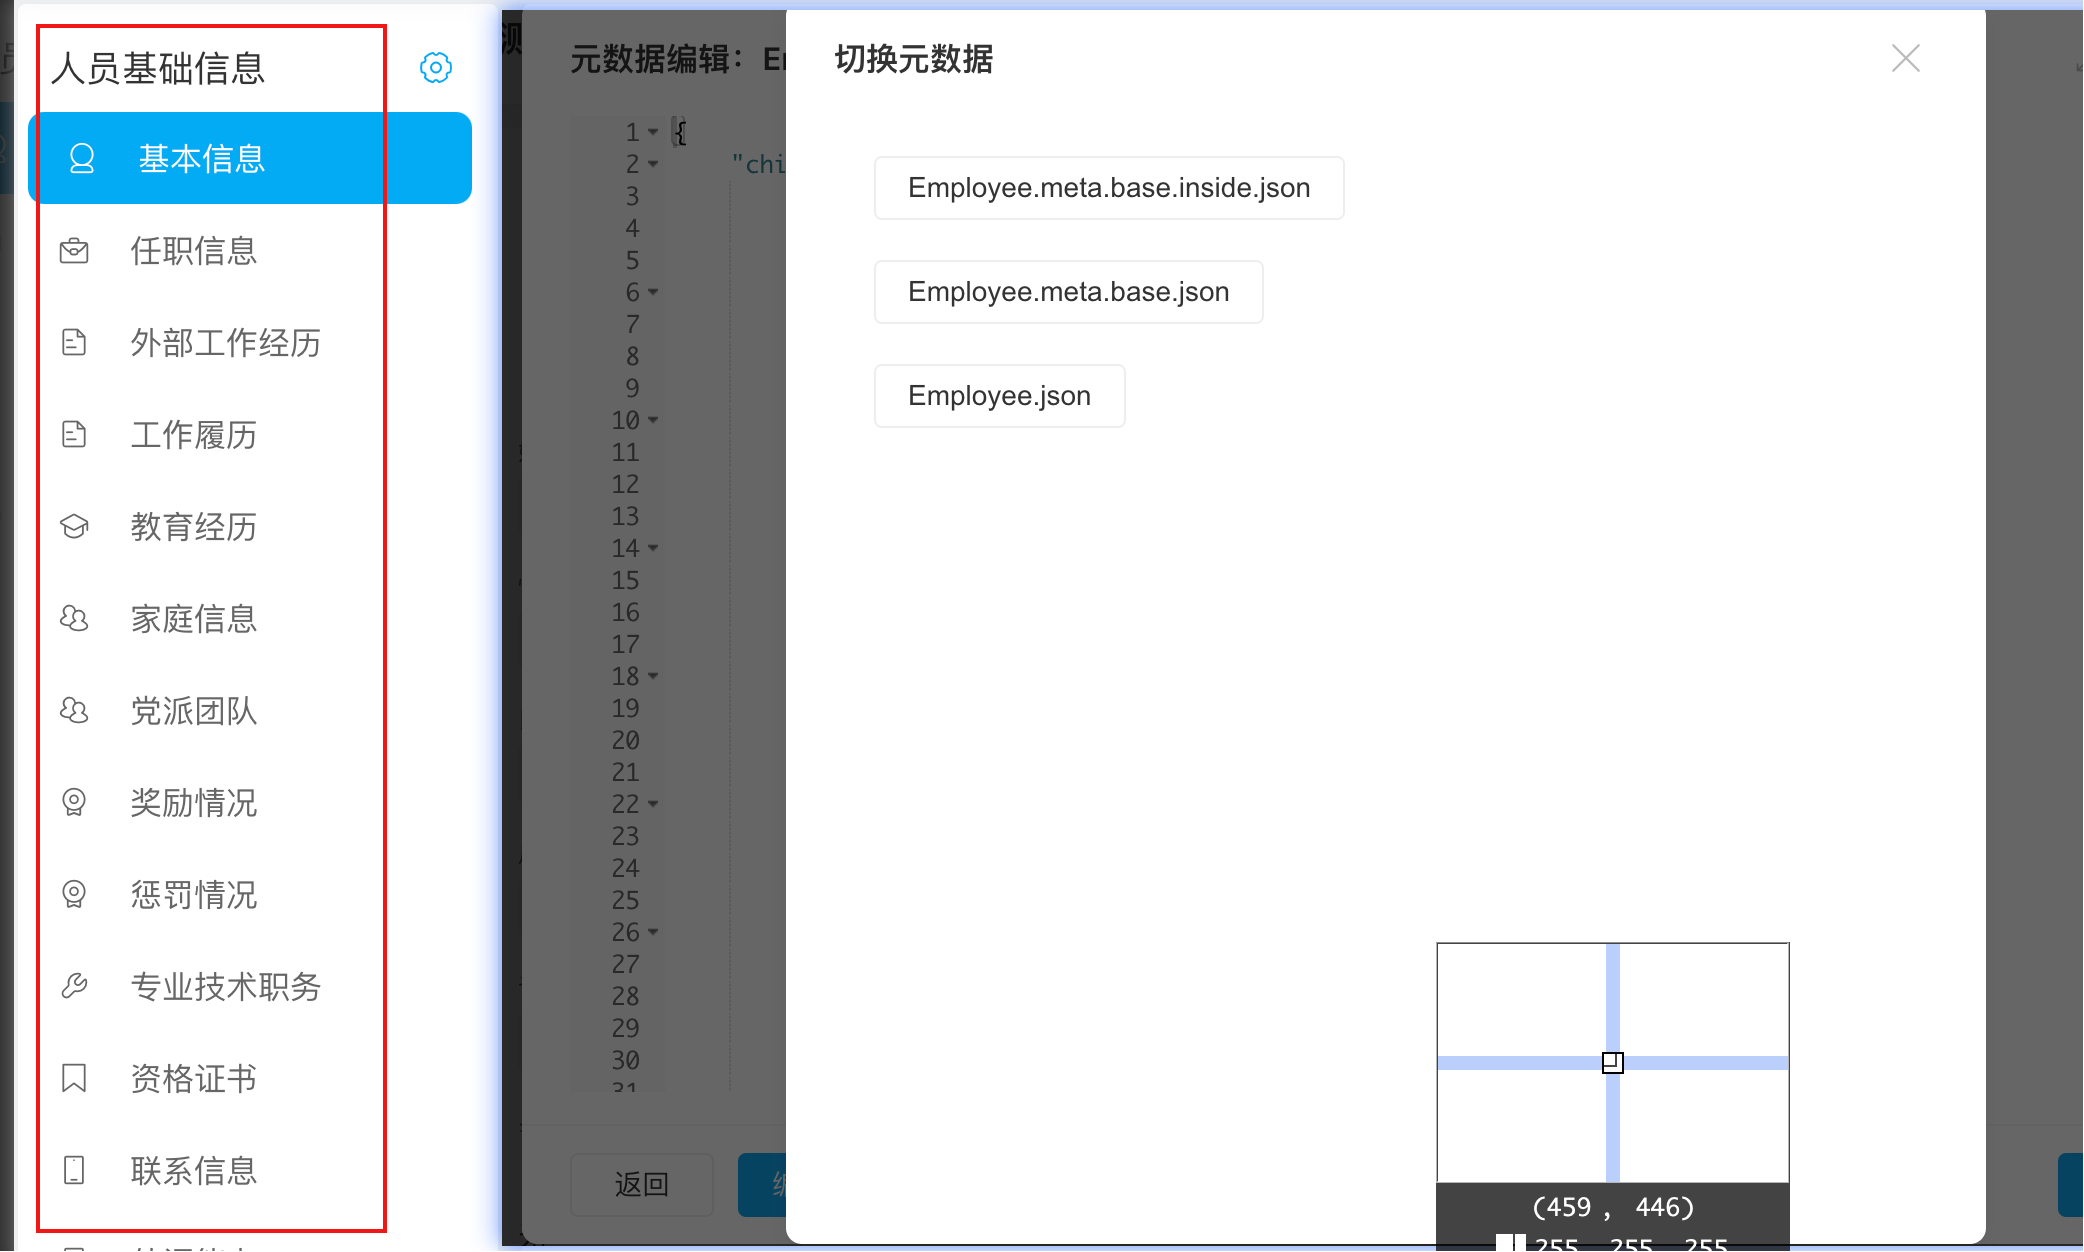 人员基础信息
基本信息
任职信息
外部工作经历
工作履历
教育经历
家庭信息
党派团队
奖励情况
惩罚情况
专业技术职务
资格证书
联系信息
元数据编辑：
1
{
2
"chi
3
4
5
6
7
8
9
10
11
12
13
14
15
16
17
18
19
20
21
22
23
24
25
26
27
28
29
30
31
返回
切换元数据
Employee.meta.base.inside.json
Employee.meta.base.json
Employee.json
(459 , 446)
255 255 255